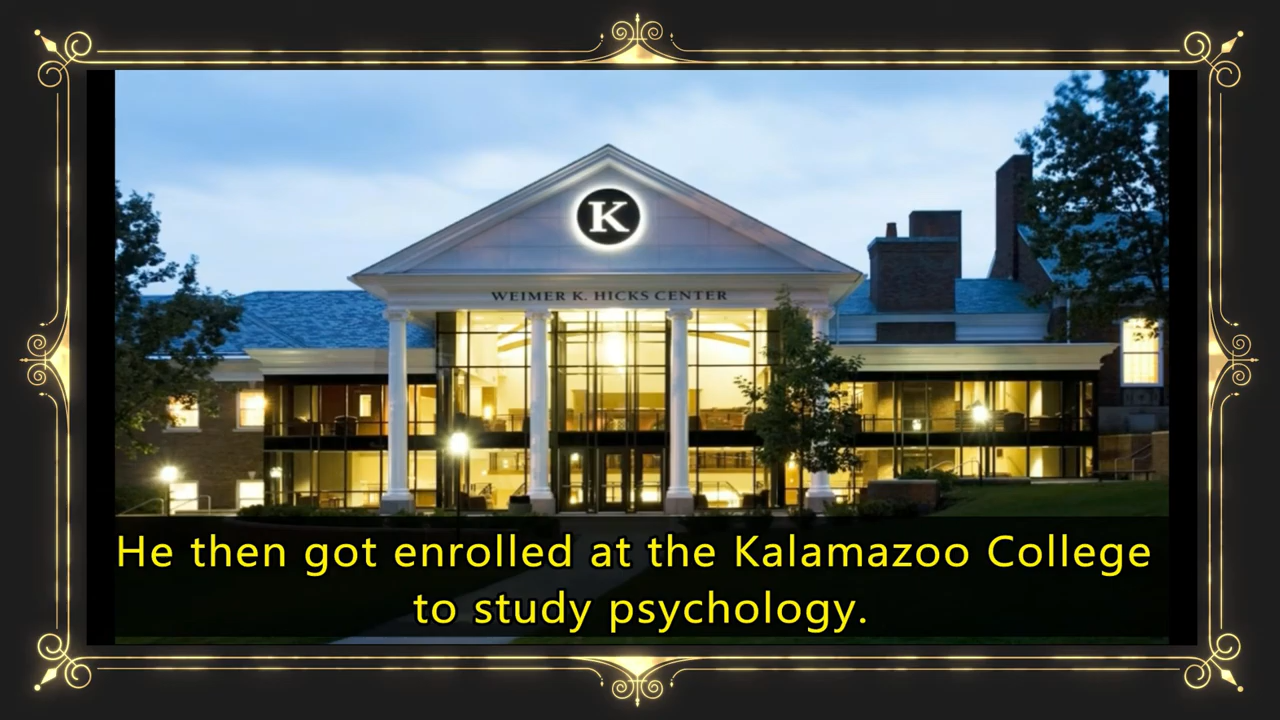 K
WEIMER K. HICKS CENTER
He then got enrolled at the Kalamazoo College
to study psychology.